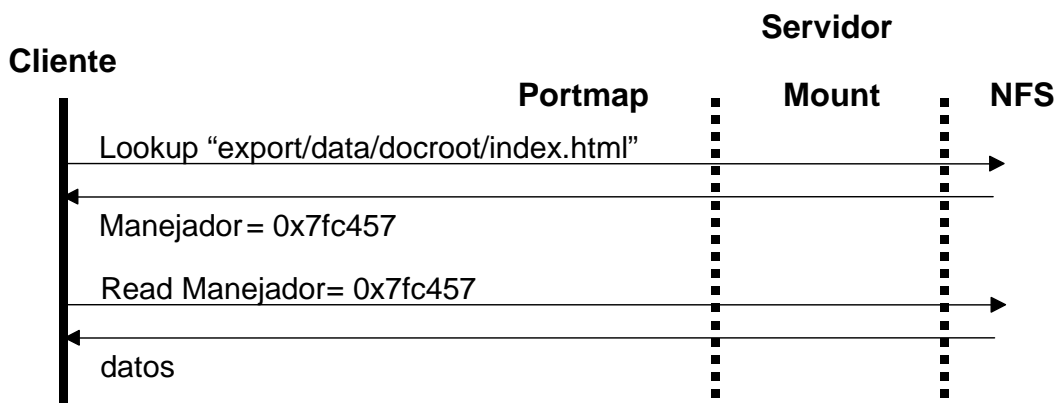 Servidor
Cliente
Portmap Mount NFS
Lookup “export/data/docroot/index.html”
Manejador = 0x7fc457
Read Manejador= 0x7fc457
datos